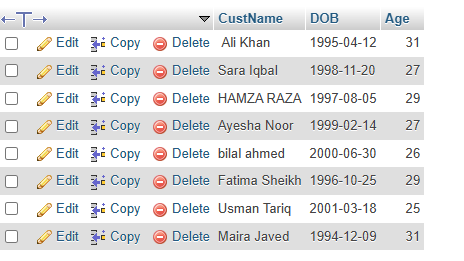 ←T→ CustName DOB Age
Edit Copy Delete Ali Khan 1995-04-12 31
Edit Copy Delete Sara Iqbal 1998-11-20 27
Edit Copy Delete HAMZA RAZA 1997-08-05 29
Edit Copy Delete Ayesha Noor 1999-02-14 27
Edit Copy Delete bilal ahmed 2000-06-30 26
Edit Copy Delete Fatima Sheikh 1996-10-25 29
Edit Copy Delete Usman Tariq 2001-03-18 25
Edit Copy Delete Maira Javed 1994-12-09 31